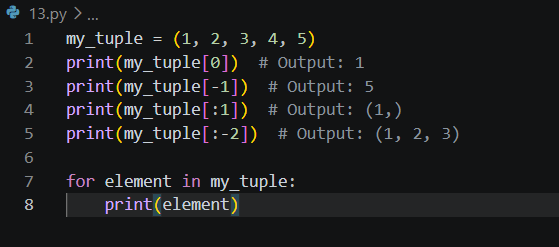 13.py > ...
1 my_tuple = (1, 2, 3, 4, 5)
2 print(my_tuple[0])  # Output: 1
3 print(my_tuple[-1])  # Output: 5
4 print(my_tuple[:1])  # Output: (1,)
5 print(my_tuple[:-2])  # Output: (1, 2, 3)
6
7 for element in my_tuple:
8     print(element)